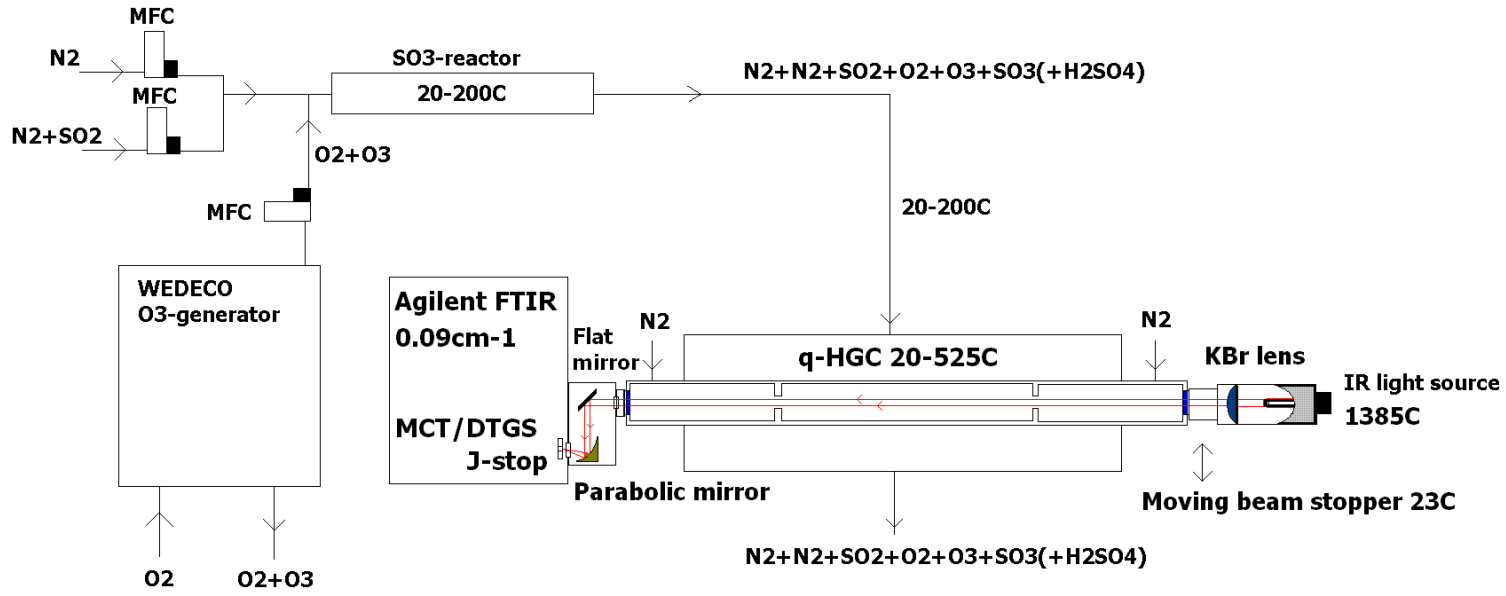 MFC
N2
MFC
N2+SO2
SO3-reactor
20-200C
N2+N2+SO2+O2+O3+SO3(+H2SO4)
O2+O3
MFC
20-200C
WEDECO
O3-generator
O2
O2+O3
Agilent FTIR
0.09cm-1
MCT/DTGS
J-stop
Flat
mirror
Parabolic mirror
N2
q-HGC 20-525C
N2
KBr lens
IR light source
1385C
Moving beam stopper 23C
N2+N2+SO2+O2+O3+SO3(+H2SO4)